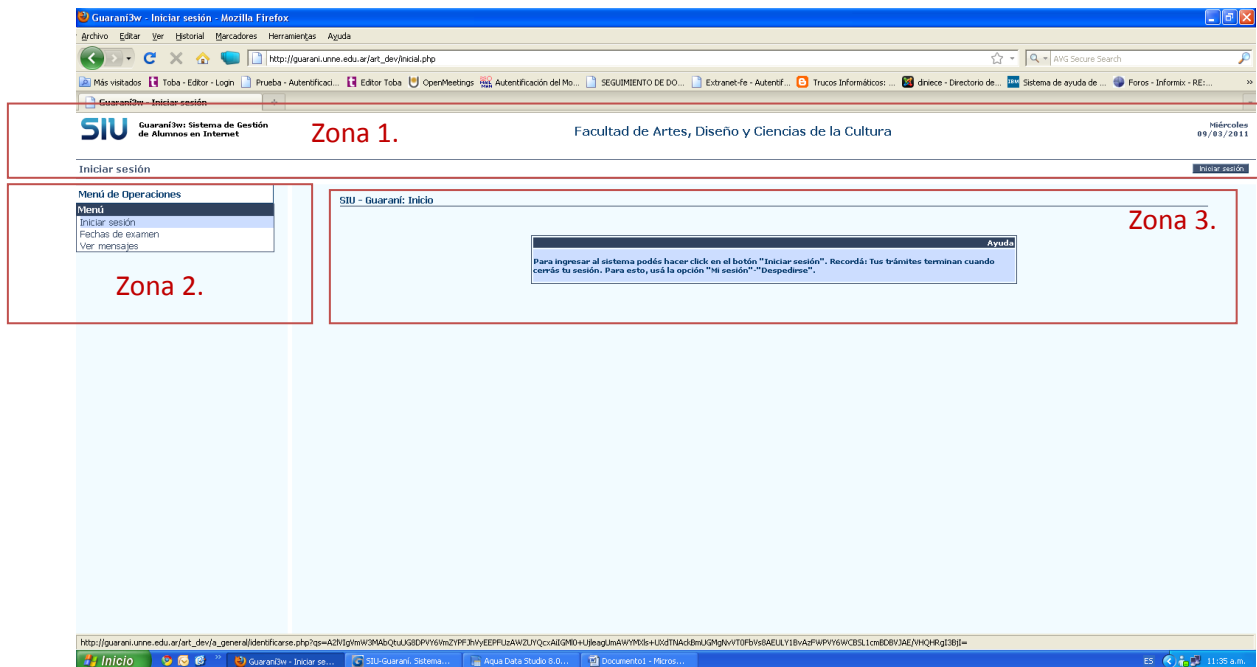 Guaraní3w - Iniciar sesión - Mozilla Firefox
Archivo Editar Ver Historial Marcadores Herramientas Ayuda
http://guarani.unne.edu.ar/art_dev/inicial.php
AVG Secure Search
Más visitados Toba - Editor - Login Prueba - Autentificaci... Editor Toba OpenMeetings Autentificación del Mo... SEGUIMIENTO DE DO... Extranet-fe - Autentif... Trucos Informáticos: ... diniece - Directorio de... Sistema de ayuda de ... Foros - Informix - RE:... »
Guaraní3w - Iniciar sesión
SIU
Guaraní3w: Sistema de Gestión
de Alumnos en Internet
Zona 1.
Facultad de Artes, Diseño y Ciencias de la Cultura
Miércoles
09/03/2011
Iniciar sesión
Iniciar sesión
Menú de Operaciones
Menú
Iniciar sesión
Fechas de examen
Ver mensajes
Zona 2.
SIU - Guaraní: Inicio
Zona 3.
Ayuda
Para ingresar al sistema podés hacer click en el botón "Iniciar sesión". Recordá: Tus trámites terminan cuando
cerrás tu sesión. Para esto, usá la opción "Mi sesión"-"Despedirse".
Inicio » Guaraní3w - Iniciar se... SIU-Guaraní. Sistema... Aqua Data Studio 8.0... Documento1 - Micros... ES 11:35 a.m.